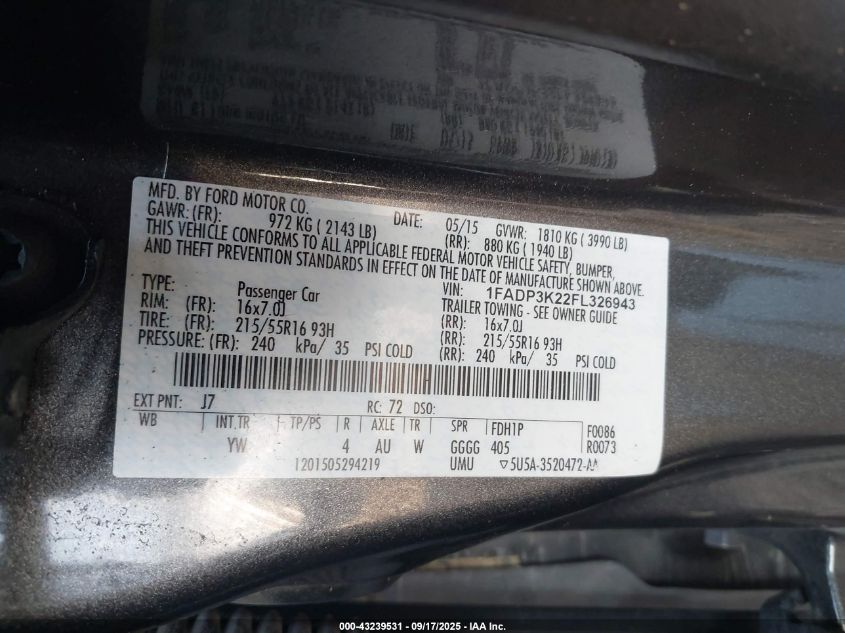 MFD. BY FORD MOTOR CO. DATE: 05/15 GVWR: 1810 KG ( 3990 LB)
GAWR: (FR): 972 KG ( 2143 LB) (RR): 880 KG ( 1940 LB)
THIS VEHICLE CONFORMS TO ALL APPLICABLE FEDERAL MOTOR VEHICLE SAFETY, BUMPER,
AND THEFT PREVENTION STANDARDS IN EFFECT ON THE DATE OF MANUFACTURE SHOWN ABOVE.
VIN: 1FADP3K22FL326943
TYPE: Passenger Car TRAILER TOWING - SEE OWNER GUIDE
RIM: (FR): 16x7.0J (RR): 16x7.0J
TIRE: (FR): 215/55R16 93H (RR): 215/55R16 93H
PRESSURE: (FR): 240 kPa/ 35 PSI COLD (RR): 240 kPa/ 35 PSI COLD
EXT PNT: J7 RC: 72 DSO:
WB INT.TR TP/PS R AXLE TR SPR FDH1P F0086
YW 4 AU W GGGG 405 R0073
1201505294219 UMU ▽5U5A-3520472-AA
000-43239531 - 09/17/2025 - IAA Inc.